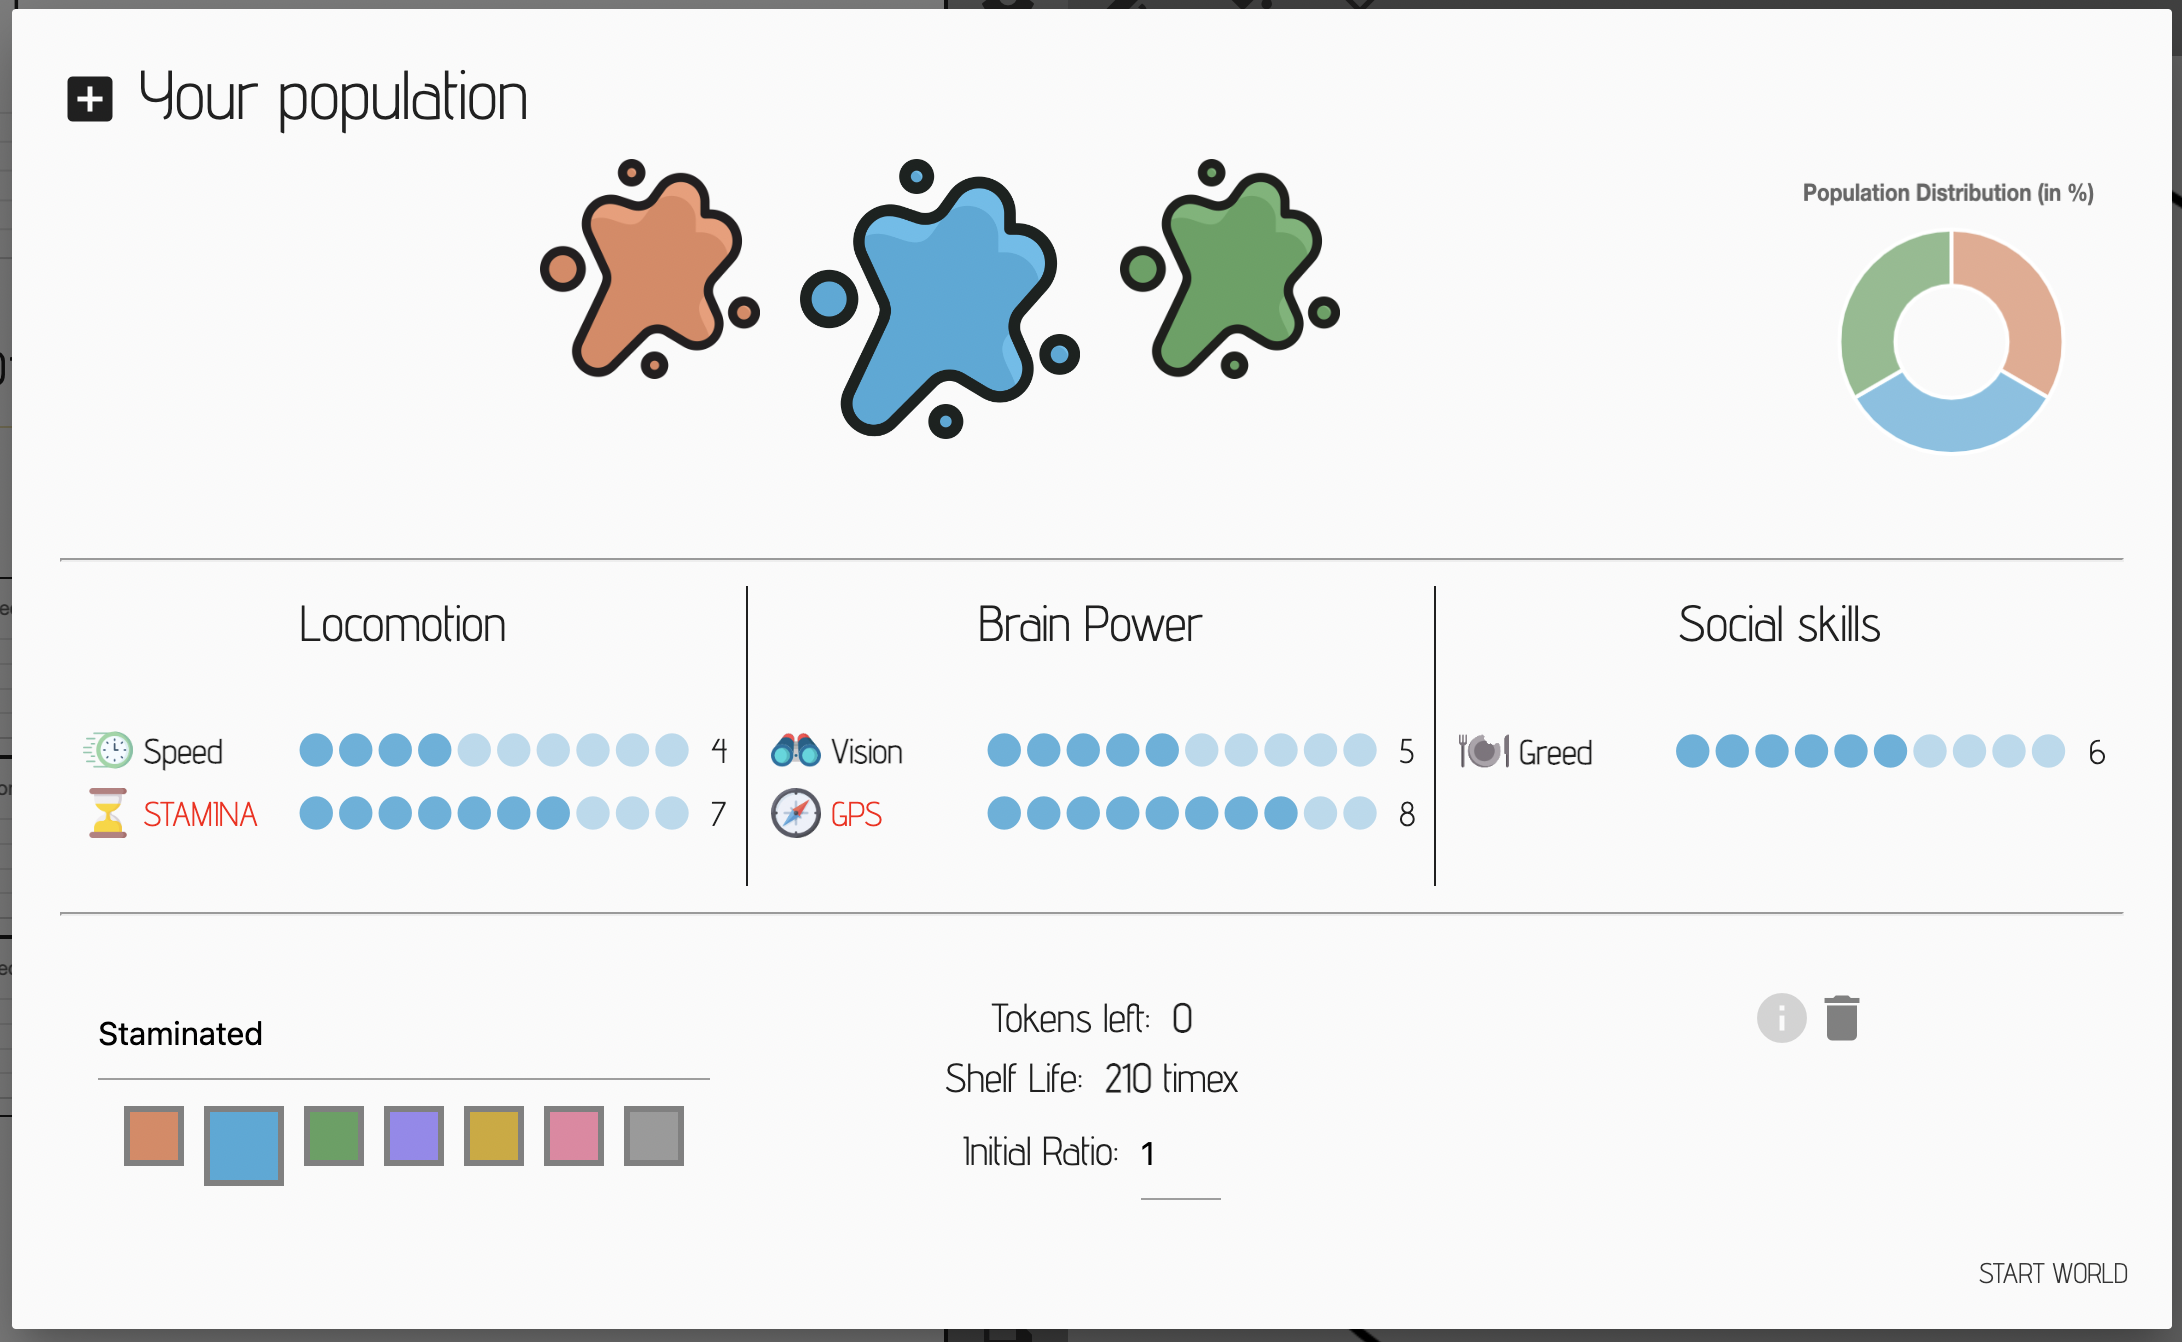 Your population
Population Distribution (in %)
Locomotion
Brain Power
Social skills
Speed 4
Vision 5
Greed 6
STAMINA 7
GPS 8
Staminated
Tokens left: 0
Shelf Life: 210 timex
Initial Ratio: 1
START WORLD